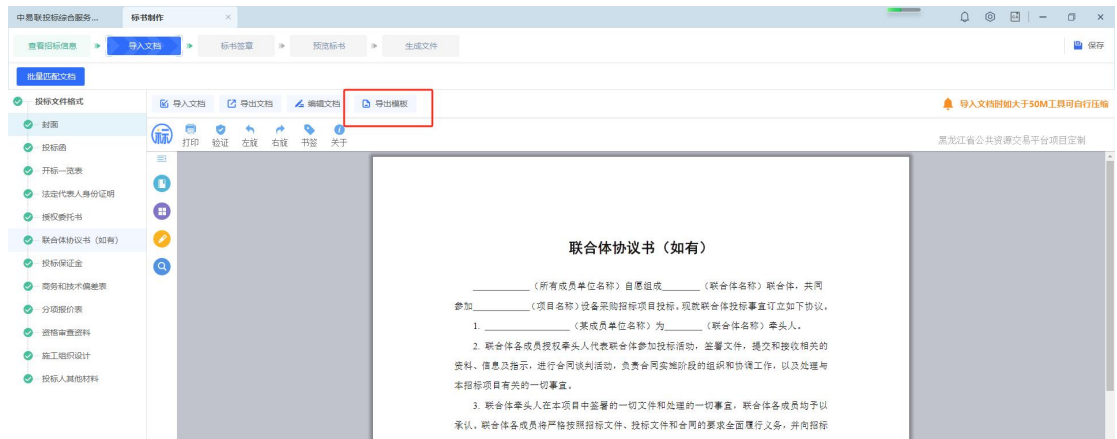 中易联投标综合服务... 标书制作
查看招标信息 导入文档 标书签章 预览标书 生成文件 保存
批量匹配文档
投标文件格式
封面
投标函
开标一览表
法定代表人身份证明
授权委托书
联合体协议书（如有）
投标保证金
商务和技术偏差表
分项报价表
资格审查资料
施工组织设计
投标人其他材料
导入文档 导出文档 编辑文档 导出模板 导入文档时如大于50M工具可自行压缩
标 打印 验证 左旋 右旋 书签 关于 黑龙江省公共资源交易平台项目定制
联合体协议书（如有）
____________（所有成员单位名称）自愿组成________（联合体名称）联合体，共同
参加____________（项目名称）设备采购招标项目投标。现就联合体投标事宜订立如下协议。
1. __________________（某成员单位名称）为________（联合体名称）牵头人。
2. 联合体各成员授权牵头人代表联合体参加投标活动，签署文件，提交和接收相关的
资料、信息及指示，进行合同谈判活动，负责合同实施阶段的组织和协调工作，以及处理与
本招标项目有关的一切事宜。
3. 联合体牵头人在本项目中签署的一切文件和处理的一切事宜，联合体各成员均予以
承认。联合体各成员将严格按照招标文件、投标文件和合同的要求全面履行义务，并向招标